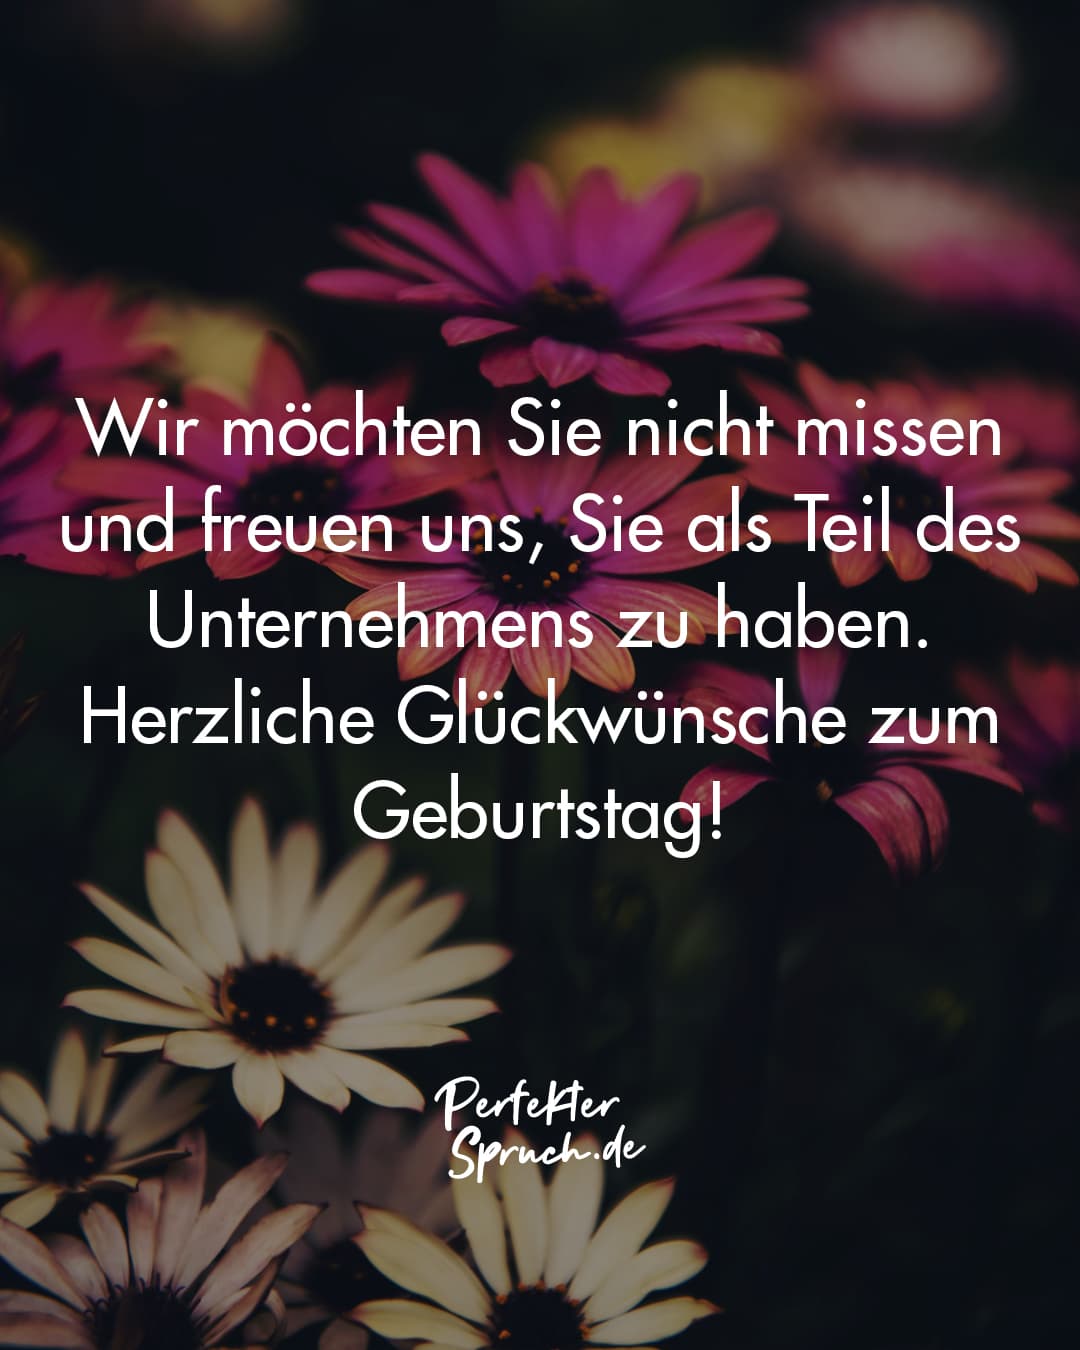 Wir möchten Sie nicht missen
und freuen uns, Sie als Teil des
Unternehmens zu haben.
Herzliche Glückwünsche zum
Geburtstag!
Perfekter
Spruch.de